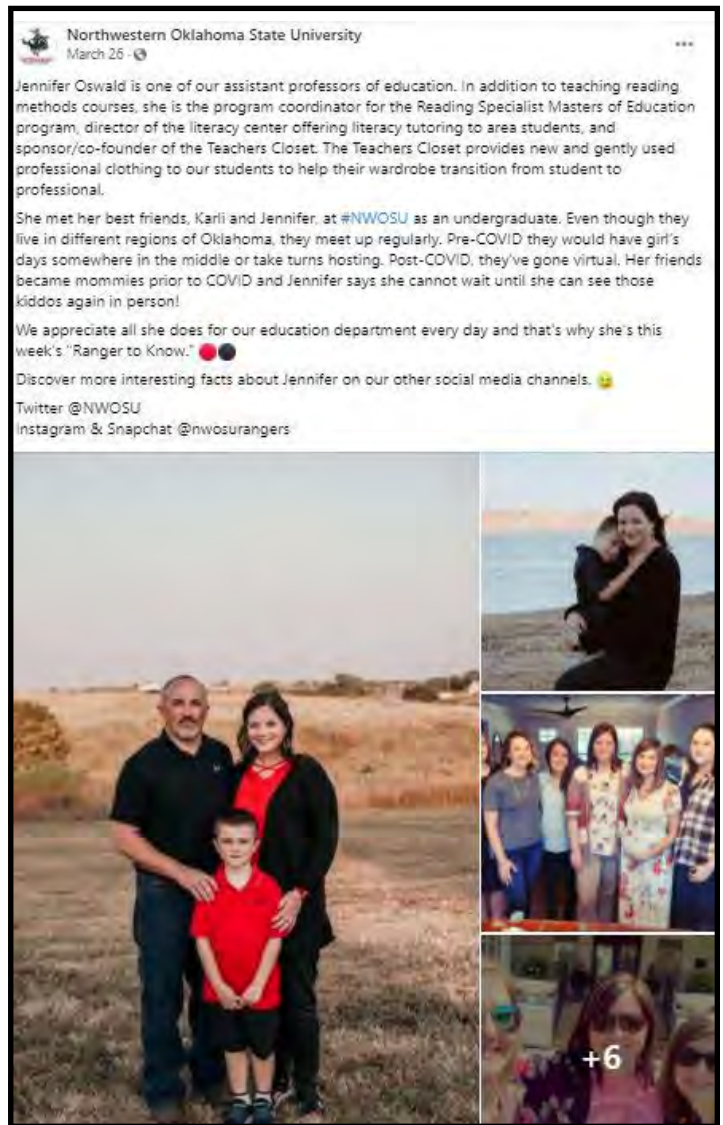 Northwestern Oklahoma State University
March 26 ·
Jennifer Oswald is one of our assistant professors of education. In addition to teaching reading
methods courses, she is the program coordinator for the Reading Specialist Masters of Education
program, director of the literacy center offering literacy tutoring to area students, and
sponsor/co-founder of the Teachers Closet. The Teachers Closet provides new and gently used
professional clothing to our students to help their wardrobe transition from student to
professional.
She met her best friends, Karli and Jennifer, at #NWOSU as an undergraduate. Even though they
live in different regions of Oklahoma, they meet up regularly. Pre-COVID they would have girl's
days somewhere in the middle or take turns hosting. Post-COVID, they've gone virtual. Her friends
became mommies prior to COVID and Jennifer says she cannot wait until she can see those
kiddos again in person!
We appreciate all she does for our education department every day and that's why she's this
week's "Ranger to Know." 🔴⚫
Discover more interesting facts about Jennifer on our other social media channels. 😉
Twitter @NWOSU
Instagram & Snapchat @nwosurangers
+6